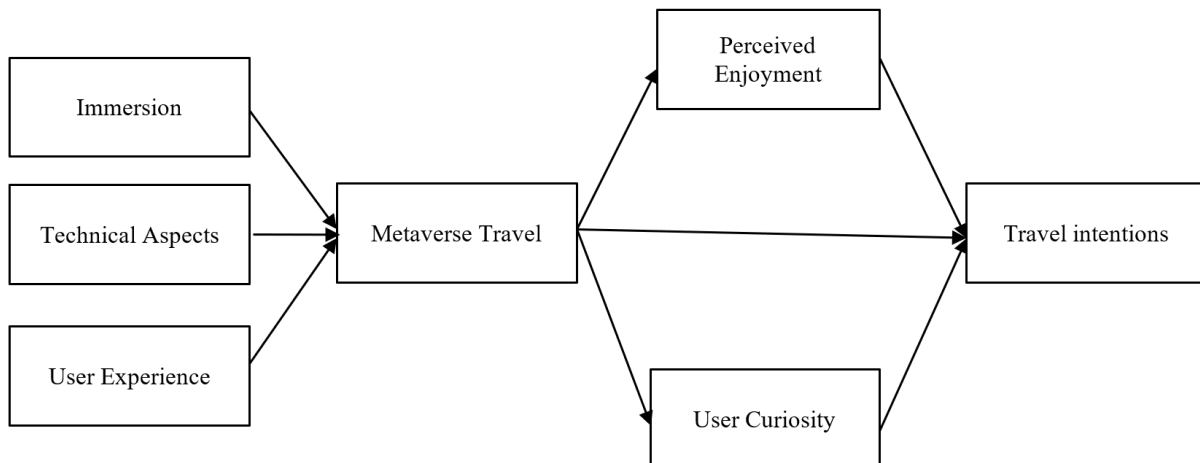 Immersion
Technical Aspects
User Experience
Metaverse Travel
Perceived
Enjoyment
User Curiosity
Travel intentions